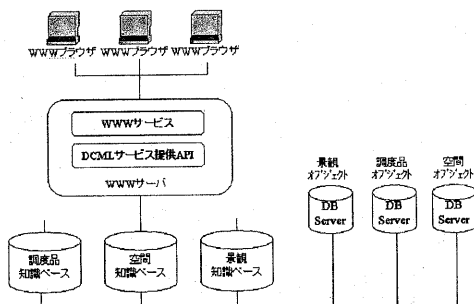 WWWブラウザ WWWブラウザ WWWブラウザ
WWWサービス
DCMLサービス提供API
WWWサーバ
調度品
知識ベース
空間
知識ベース
景観
知識ベース
景観
オブジェクト
調度品
オブジェクト
空間
オブジェクト
DB
Server
DB
Server
DB
Server